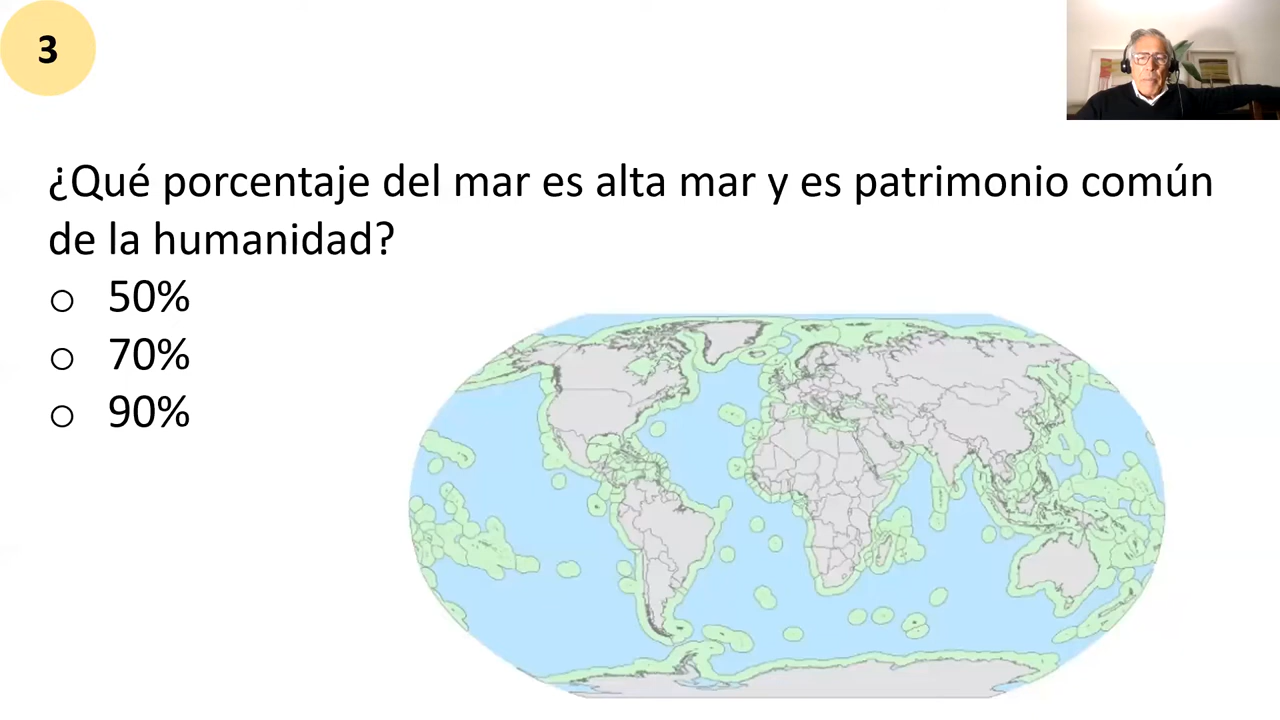 3
¿Qué porcentaje del mar es alta mar y es patrimonio común
de la humanidad?
○ 50%
○ 70%
○ 90%